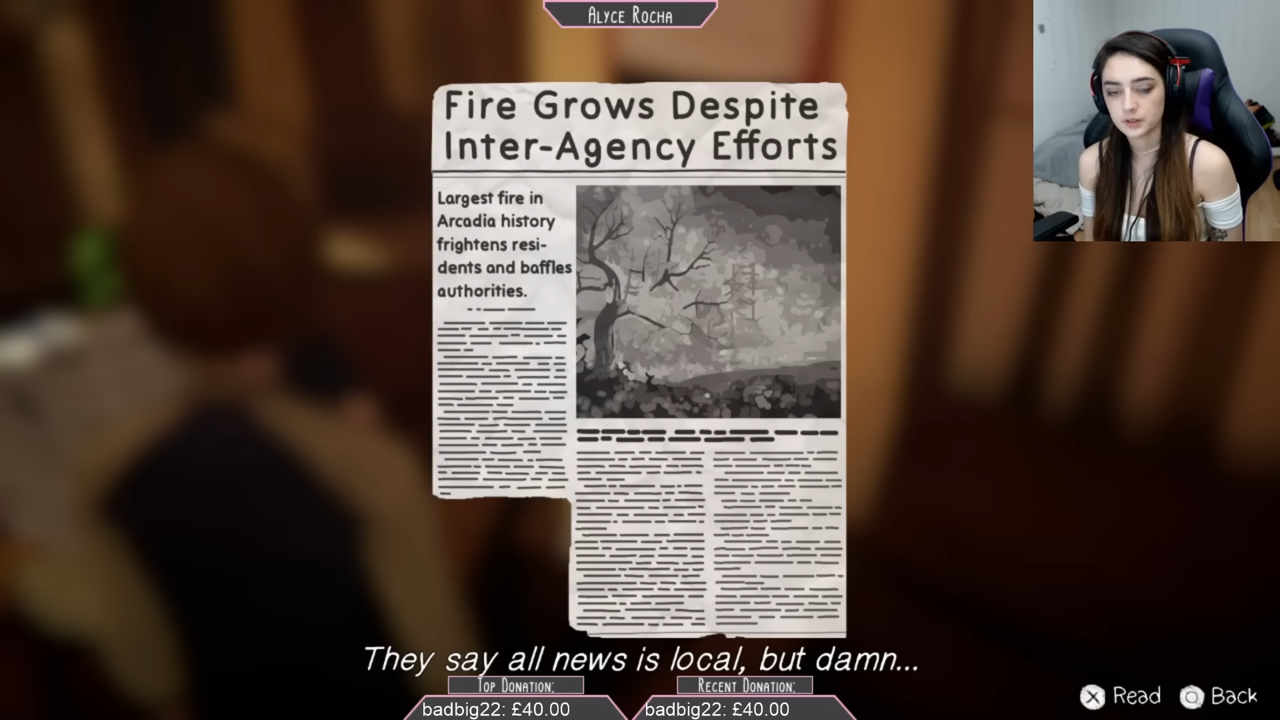 Alyce Rocha
Fire Grows Despite
Inter-Agency Efforts
Largest fire in
Arcadia history
frightens resi-
dents and baffles
authorities.
They say all news is local, but damn...
Top Donation:
Recent Donation:
badbig22: £40.00
badbig22: £40.00
Read
Back